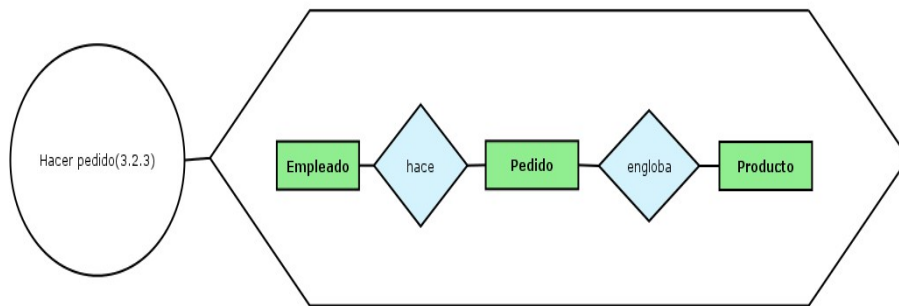 Hacer pedido(3.2.3)
Empleado
hace
Pedido
engloba
Producto